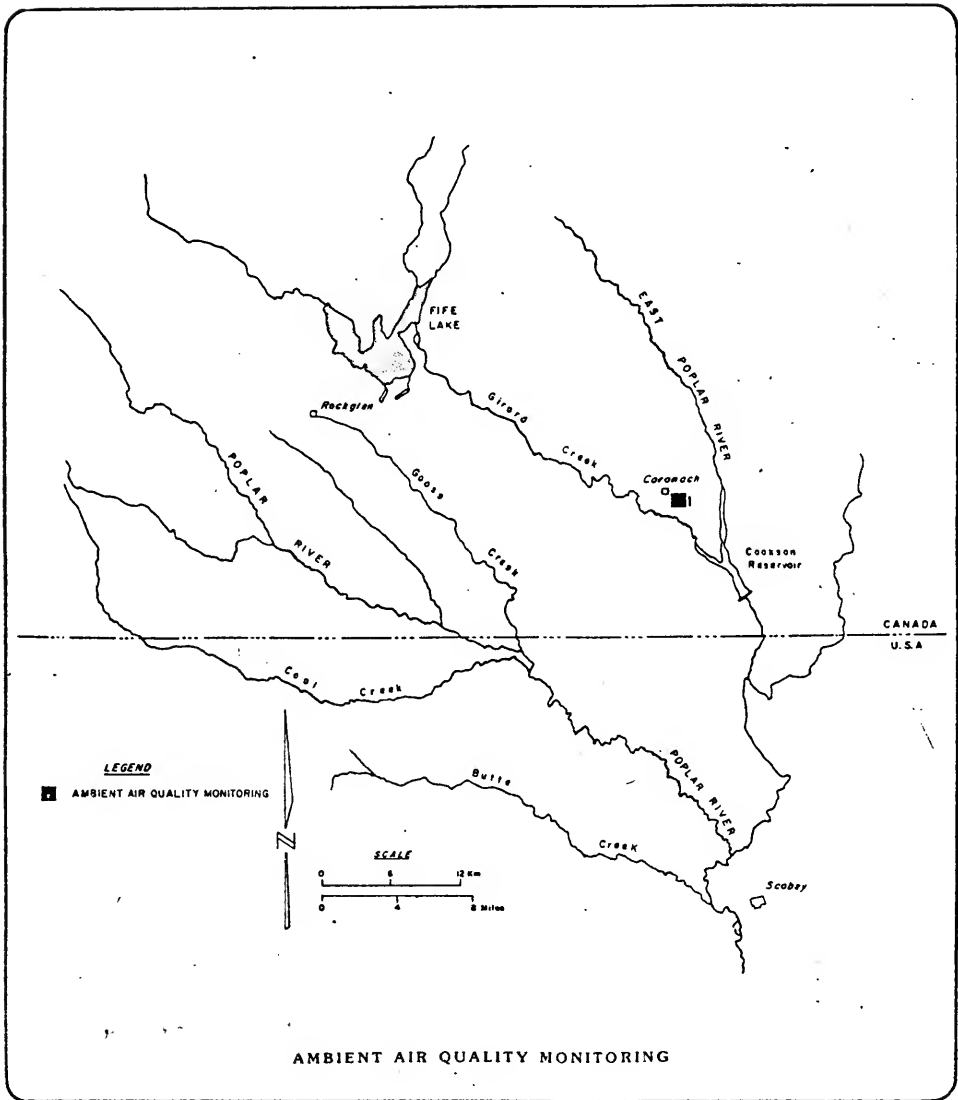 FIFE
LAKE
EAST
POPLAR
RIVER
Rockglen
Girard
Creek
Coronach
1
Goose
Creek
POPLAR
RIVER
Cookson
Reservoir
CANADA
U.S.A
Coal
Creek
LEGEND
AMBIENT AIR QUALITY MONITORING
Butte
Creek
POPLAR RIVER
N
SCALE
0 6 12 Km
0 4 8 Miles
Scobey
AMBIENT AIR QUALITY MONITORING